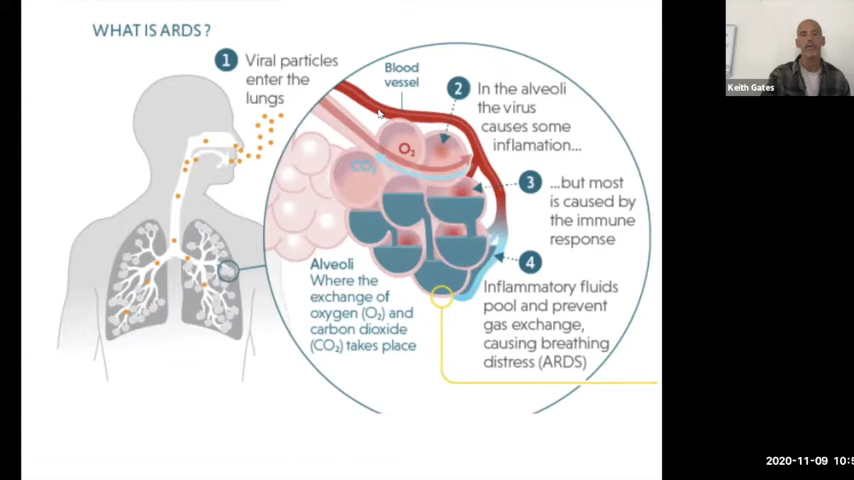 WHAT IS ARDS?
1 Viral particles
enter the
lungs
Blood
vessel
2 In the alveoli
the virus
causes some
inflamation...
O₂
CO₂
3 ...but most
is caused by
the immune
response
4
Inflammatory fluids
pool and prevent
gas exchange,
causing breathing
distress (ARDS)
Alveoli
Where the
exchange of
oxygen (O₂) and
carbon dioxide
(CO₂) takes place
Keith Gates
2020-11-09 10:5